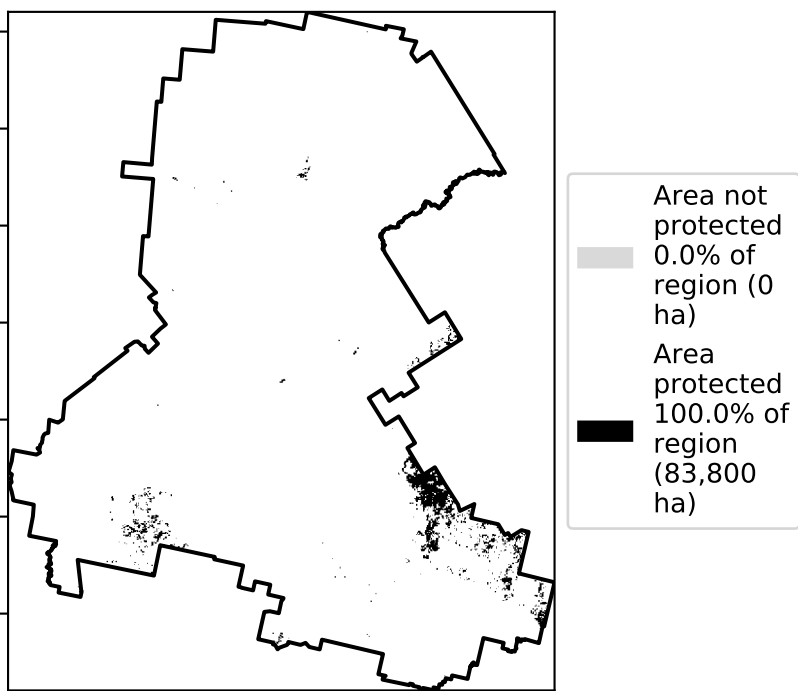 Area not
protected
0.0% of
region (0
ha)
Area
protected
100.0% of
region
(83,800
ha)